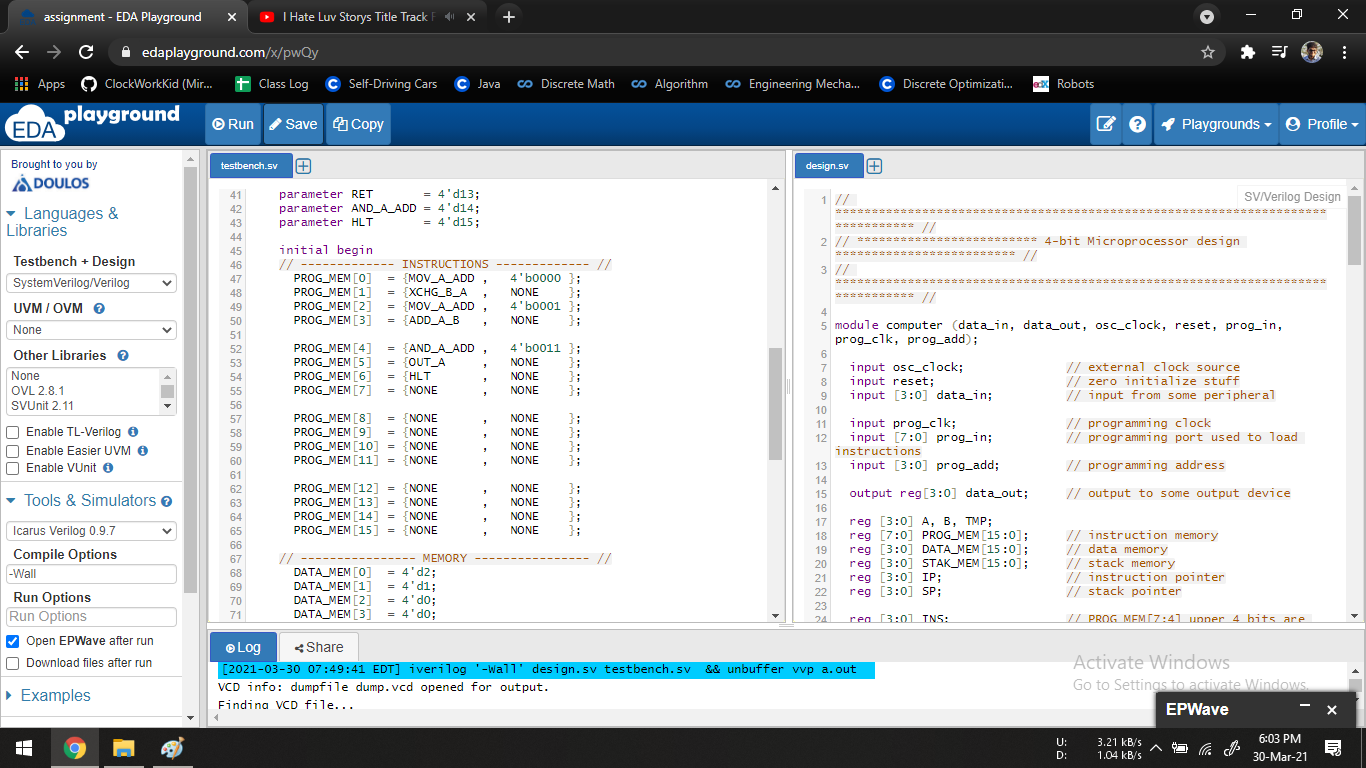 assignment - EDA Playground
I Hate Luv Storys Title Track F
edaplayground.com/x/pwQy
Apps
ClockWorkKid (Mir...
Class Log
Self-Driving Cars
Java
Discrete Math
Algorithm
Engineering Mecha...
Discrete Optimizati...
edX Robots
EDA playground
Run
Save
Copy
Playgrounds
Profile
Brought to you by
DOULOS
Languages &
Libraries
Testbench + Design
SystemVerilog/Verilog
UVM / OVM
None
Other Libraries
None
OVL 2.8.1
SVUnit 2.11
Enable TL-Verilog
Enable Easier UVM
Enable VUnit
Tools & Simulators
Icarus Verilog 0.9.7
Compile Options
-Wall
Run Options
Run Options
Open EPWave after run
Download files after run
Examples
testbench.sv
41 parameter RET = 4'd13;
42 parameter AND_A_ADD = 4'd14;
43 parameter HLT = 4'd15;
44
45 initial begin
46 // ------------- INSTRUCTIONS ------------- //
47 PROG_MEM[0] = {MOV_A_ADD , 4'b0000 };
48 PROG_MEM[1] = {XCHG_B_A , NONE };
49 PROG_MEM[2] = {MOV_A_ADD , 4'b0001 };
50 PROG_MEM[3] = {ADD_A_B , NONE };
51
52 PROG_MEM[4] = {AND_A_ADD , 4'b0011 };
53 PROG_MEM[5] = {OUT_A , NONE };
54 PROG_MEM[6] = {HLT , NONE };
55 PROG_MEM[7] = {NONE , NONE };
56
57 PROG_MEM[8] = {NONE , NONE };
58 PROG_MEM[9] = {NONE , NONE };
59 PROG_MEM[10] = {NONE , NONE };
60 PROG_MEM[11] = {NONE , NONE };
61
62 PROG_MEM[12] = {NONE , NONE };
63 PROG_MEM[13] = {NONE , NONE };
64 PROG_MEM[14] = {NONE , NONE };
65 PROG_MEM[15] = {NONE , NONE };
66
67 // ---------------- MEMORY ---------------- //
68 DATA_MEM[0] = 4'd2;
69 DATA_MEM[1] = 4'd1;
70 DATA_MEM[2] = 4'd0;
71 DATA_MEM[3] = 4'd0;
design.sv
SV/Verilog Design
1 //
********************************************************************
*********** //
2 // ************************* 4-bit Microprocessor design
************************* //
3 //
********************************************************************
*********** //
4
5 module computer (data_in, data_out, osc_clock, reset, prog_in,
prog_clk, prog_add);
6
7 input osc_clock; // external clock source
8 input reset; // zero initialize stuff
9 input [3:0] data_in; // input from some peripheral
10
11 input prog_clk; // programming clock
12 input [7:0] prog_in; // programming port used to load
instructions
13 input [3:0] prog_add; // programming address
14
15 output reg[3:0] data_out; // output to some output device
16
17 reg [3:0] A, B, TMP;
18 reg [7:0] PROG_MEM[15:0]; // instruction memory
19 reg [3:0] DATA_MEM[15:0]; // data memory
20 reg [3:0] STAK_MEM[15:0]; // stack memory
21 reg [3:0] IP; // instruction pointer
22 reg [3:0] SP; // stack pointer
23
24 reg [3:0] INS; // PROG_MEM[7:4] upper 4 bits are
Log
Share
[2021-03-30 07:49:41 EDT] iverilog '-Wall' design.sv testbench.sv && unbuffer vvp a.out
VCD info: dumpfile dump.vcd opened for output.
Finding VCD file...
Activate Windows
Go to Settings to activate Windows.
EPWave
U: 3.21 kB/s
D: 1.04 kB/s
6:03 PM
30-Mar-21